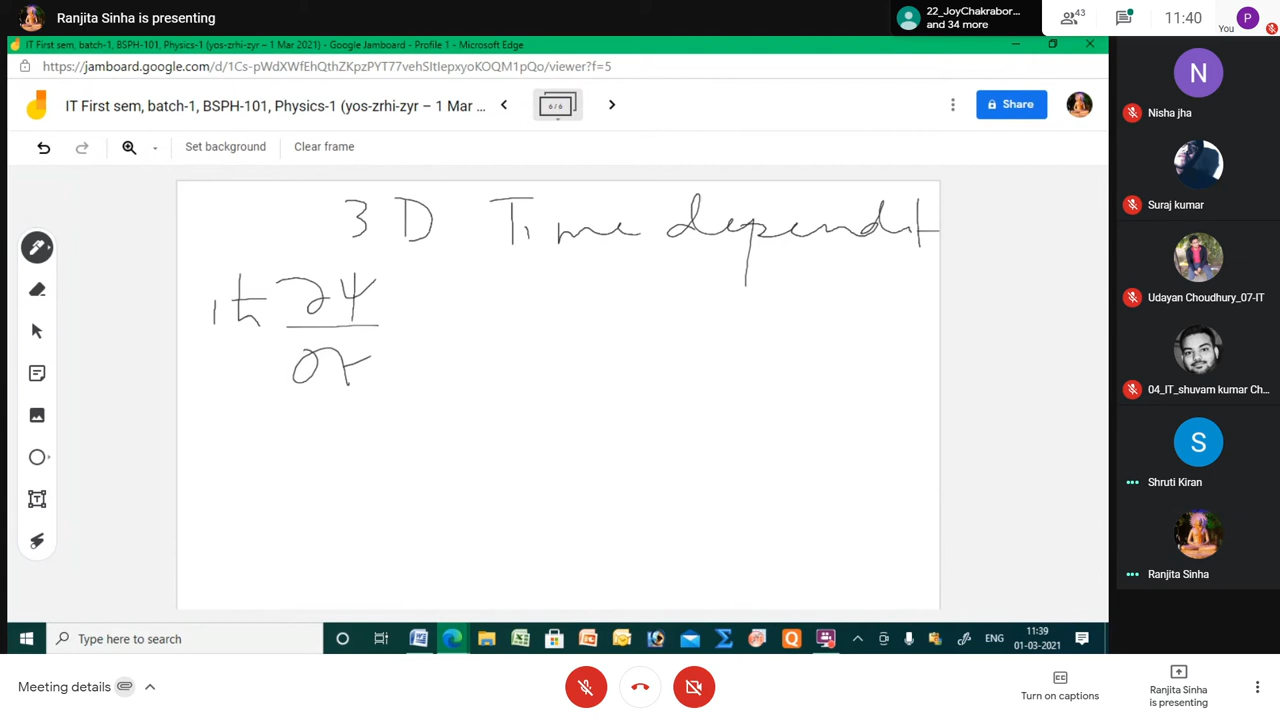 Ranjita Sinha is presenting
22_JoyChakrabor...
and 34 more
43
11:40
You
P
IT First sem, batch-1, BSPH-101, Physics-1 (yos-zrhi-zyr – 1 Mar 2021) - Google Jamboard - Profile 1 - Microsoft Edge
https://jamboard.google.com/d/1Cs-pWdXWfEhQthZKpzPYT77vehSItIepxyoKOQM1pQo/viewer?f=5
IT First sem, batch-1, BSPH-101, Physics-1 (yos-zrhi-zyr – 1 Mar ...
6 / 6
Share
Set background
Clear frame
3 D Time dependit
iħ ∂Ψ
∂t
N
Nisha jha
Suraj kumar
Udayan Choudhury_07-IT
04_IT_shuvam kumar Ch...
S
Shruti Kiran
Ranjita Sinha
Type here to search
ENG
11:39
01-03-2021
Meeting details
Turn on captions
Ranjita Sinha
is presenting